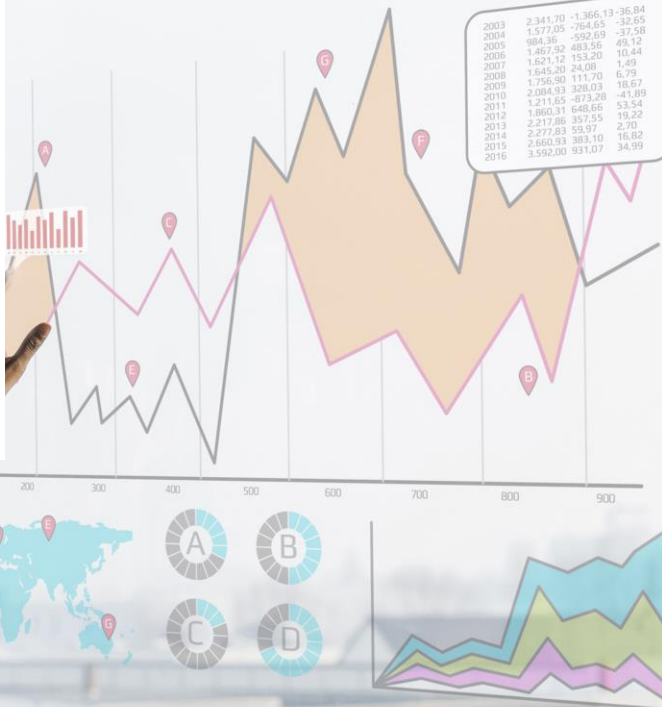 2003 2.341,70 -1.366,13 -36,84
2004 1.577,05 -764,65 -32,65
2005 984,36 -592,69 -37,58
2006 1.467,92 483,56 49,12
2007 1.621,12 153,20 10,44
2008 1.645,20 24,08 1,49
2009 1.756,90 111,70 6,79
2010 2.084,93 328,03 18,67
2011 1.211,65 -873,28 -41,89
2012 1.860,31 648,66 53,54
2013 2.217,86 357,55 19,22
2014 2.277,83 59,97 2,70
2015 2.660,93 383,10 16,82
2016 3.592,00 931,07 34,99
G
F
A
C
E
B
200 300 400 500 600 700 800 900
E
G
A B
C D